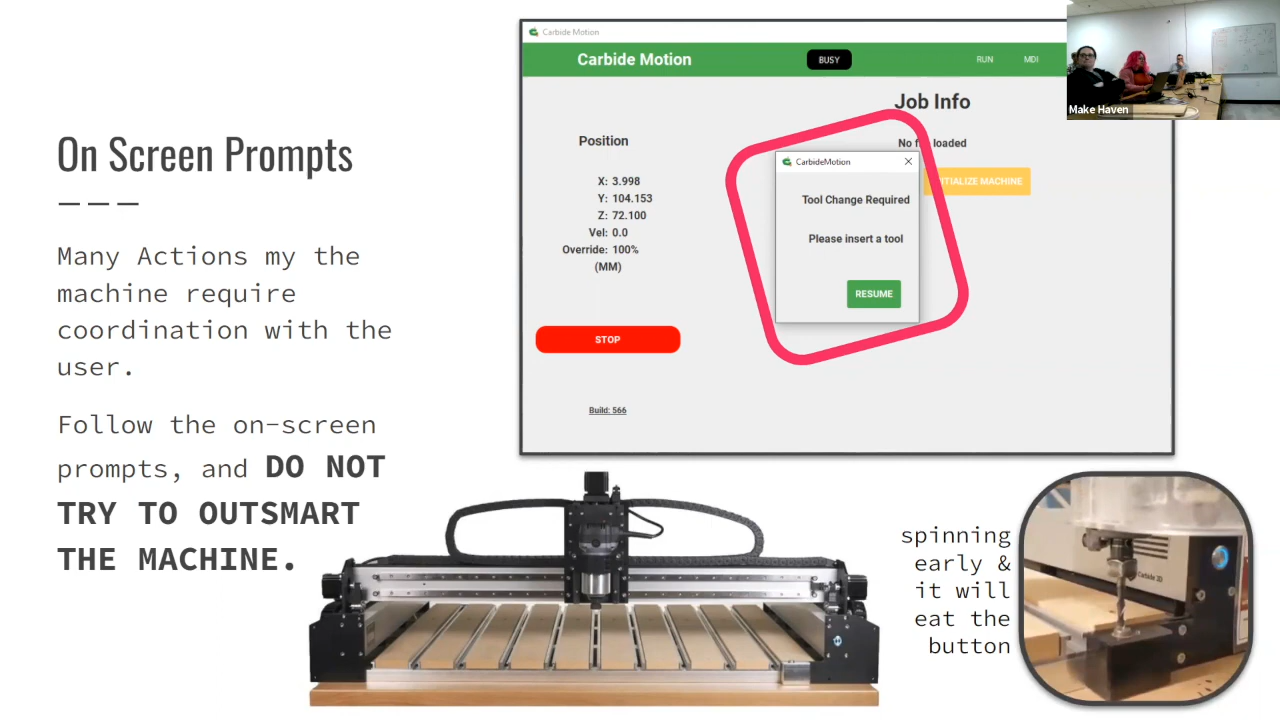 On Screen Prompts
Many Actions my the
machine require
coordination with the
user.
Follow the on-screen
prompts, and DO NOT
TRY TO OUTSMART
THE MACHINE.
Carbide Motion
Carbide Motion
BUSY
RUN
MDI
Make Haven
Job Info
Position
X: 3.998
Y: 104.153
Z: 72.100
Vel: 0.0
Override: 100%
(MM)
STOP
Build: 566
CarbideMotion
Tool Change Required
Please insert a tool
RESUME
MACHINE
spinning
early &
it will
eat the
button
Carbide 3D